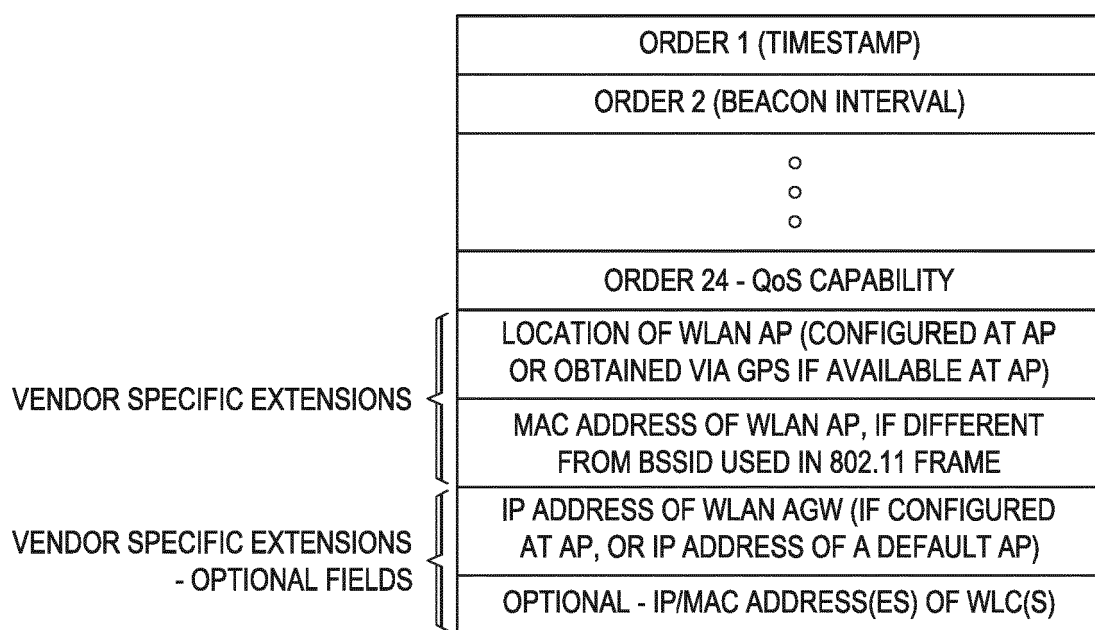 ORDER 1 (TIMESTAMP)
ORDER 2 (BEACON INTERVAL)
ORDER 24 - QoS CAPABILITY
VENDOR SPECIFIC EXTENSIONS
LOCATION OF WLAN AP (CONFIGURED AT AP
OR OBTAINED VIA GPS IF AVAILABLE AT AP)
MAC ADDRESS OF WLAN AP, IF DIFFERENT
FROM BSSID USED IN 802.11 FRAME
VENDOR SPECIFIC EXTENSIONS
- OPTIONAL FIELDS
IP ADDRESS OF WLAN AGW (IF CONFIGURED
AT AP, OR IP ADDRESS OF A DEFAULT AP)
OPTIONAL - IP/MAC ADDRESS(ES) OF WLC(S)